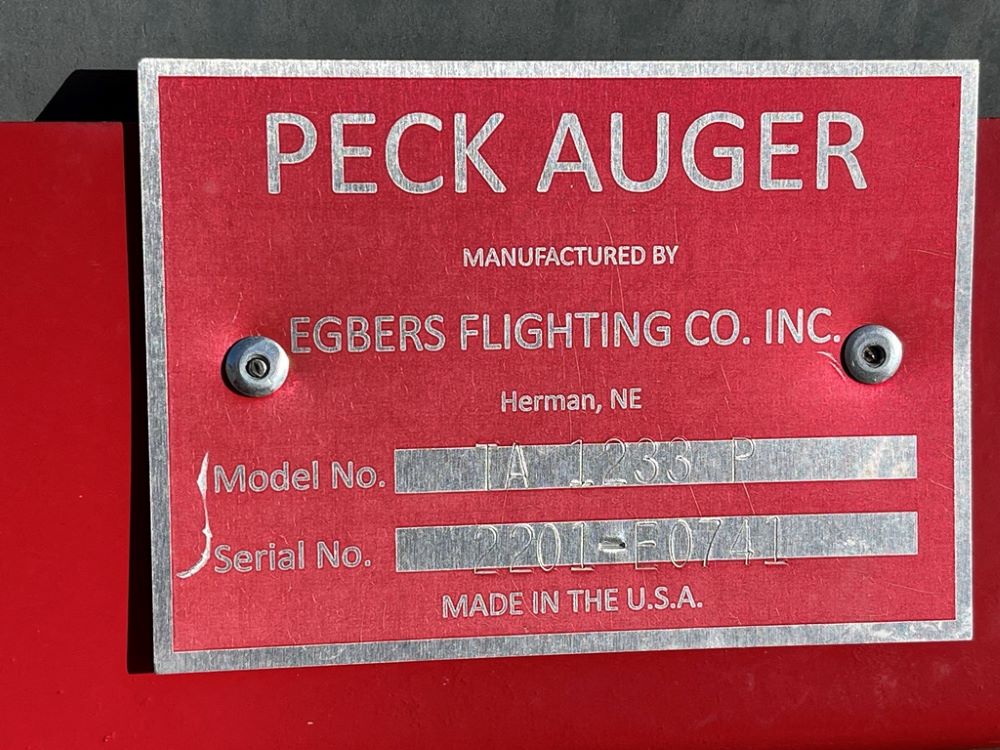 PECK AUGER
MANUFACTURED BY
EGBERS FLIGHTING CO. INC.
Herman, NE
Model No. TA 1233 P
Serial No. 2201-E0741
MADE IN THE U.S.A.